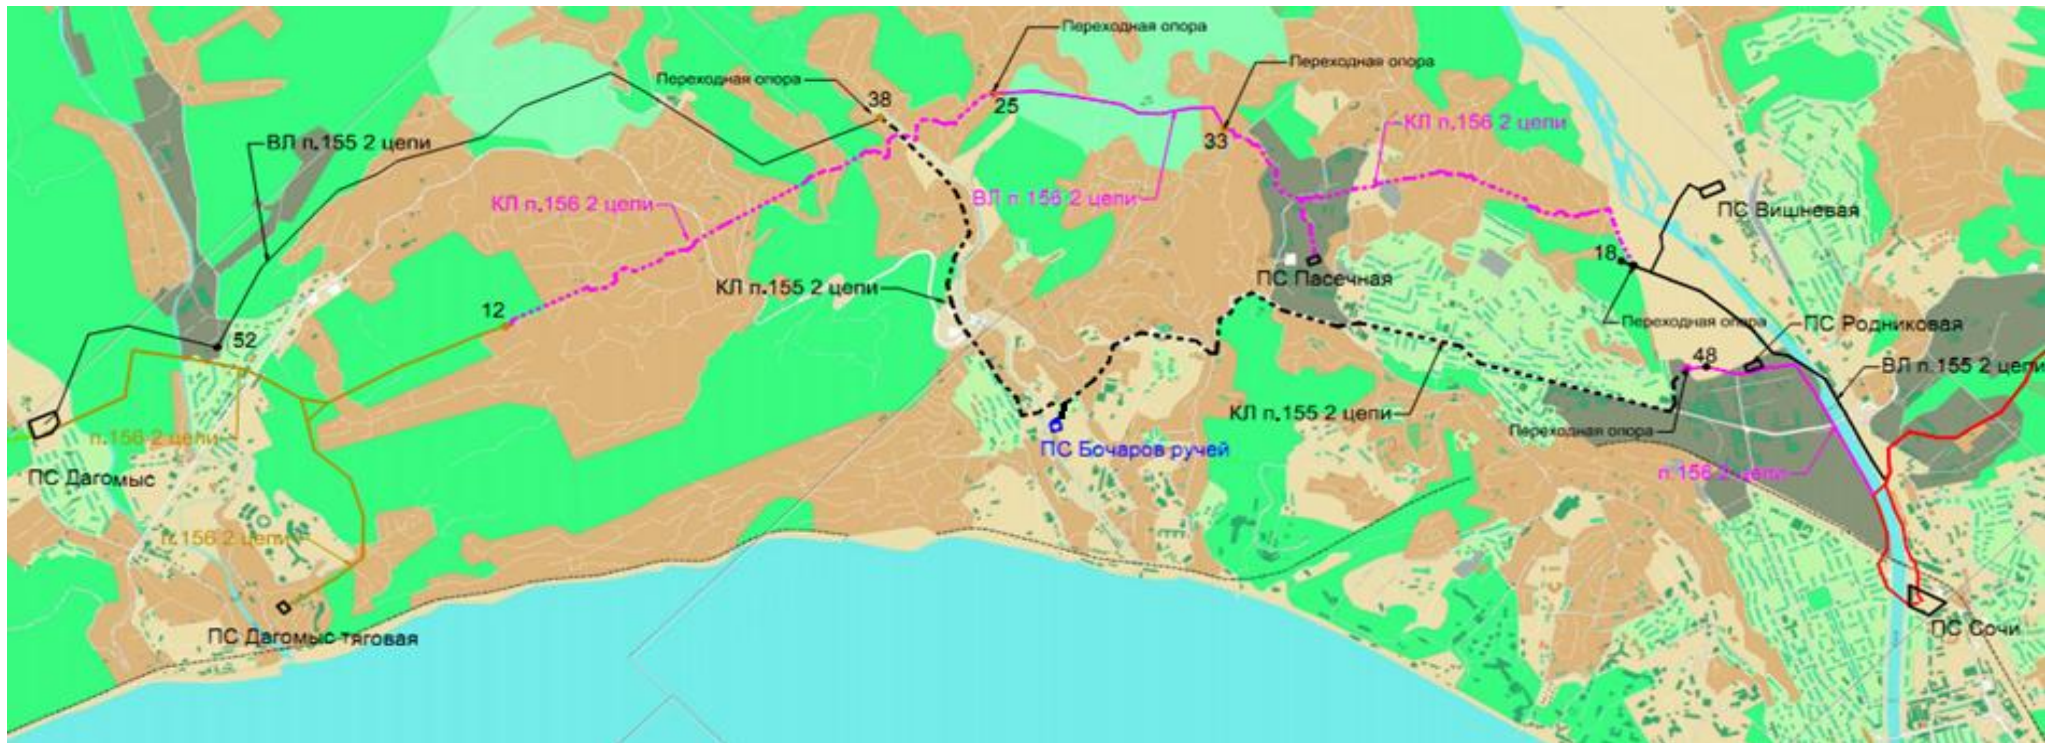 Переходная опора
Переходная опора
Переходная опора
38
25
33
ВЛ п.155 2 цепи
КЛ п.156 2 цепи
КЛ п.156 2 цепи
ВЛ п.156 2 цепи
ПС Вишневая
18
ПС Пасечная
КЛ п.155 2 цепи
12
52
Переходная опора
ПС Родниковая
48
ВЛ п.155 2 цепи
КЛ п.155 2 цепи
Переходная опора
п.156 2 цепи
ПС Бочаров ручей
п.156 2 цепи
ПС Дагомыс
п.156 2 цепи
ПС Дагомыс тяговая
ПС Сочи